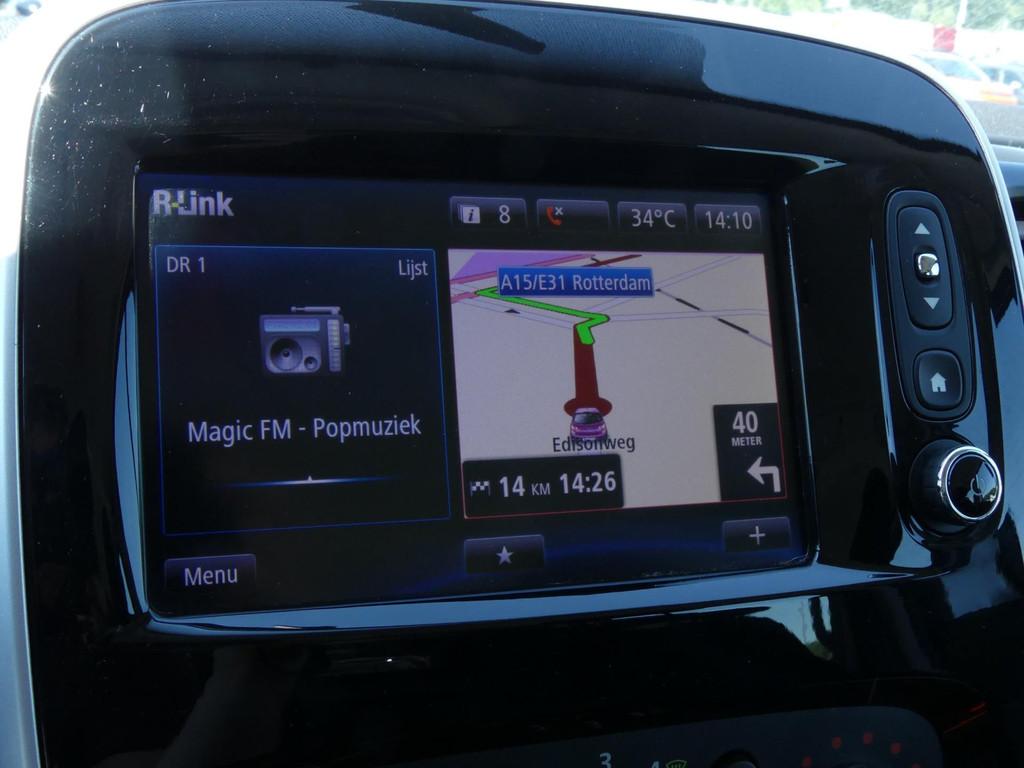 R-Link
8
34°C
14:10
DR 1
Lijst
Magic FM - Popmuziek
A15/E31 Rotterdam
Edisonweg
40
METER
14 KM 14:26
Menu
3
4